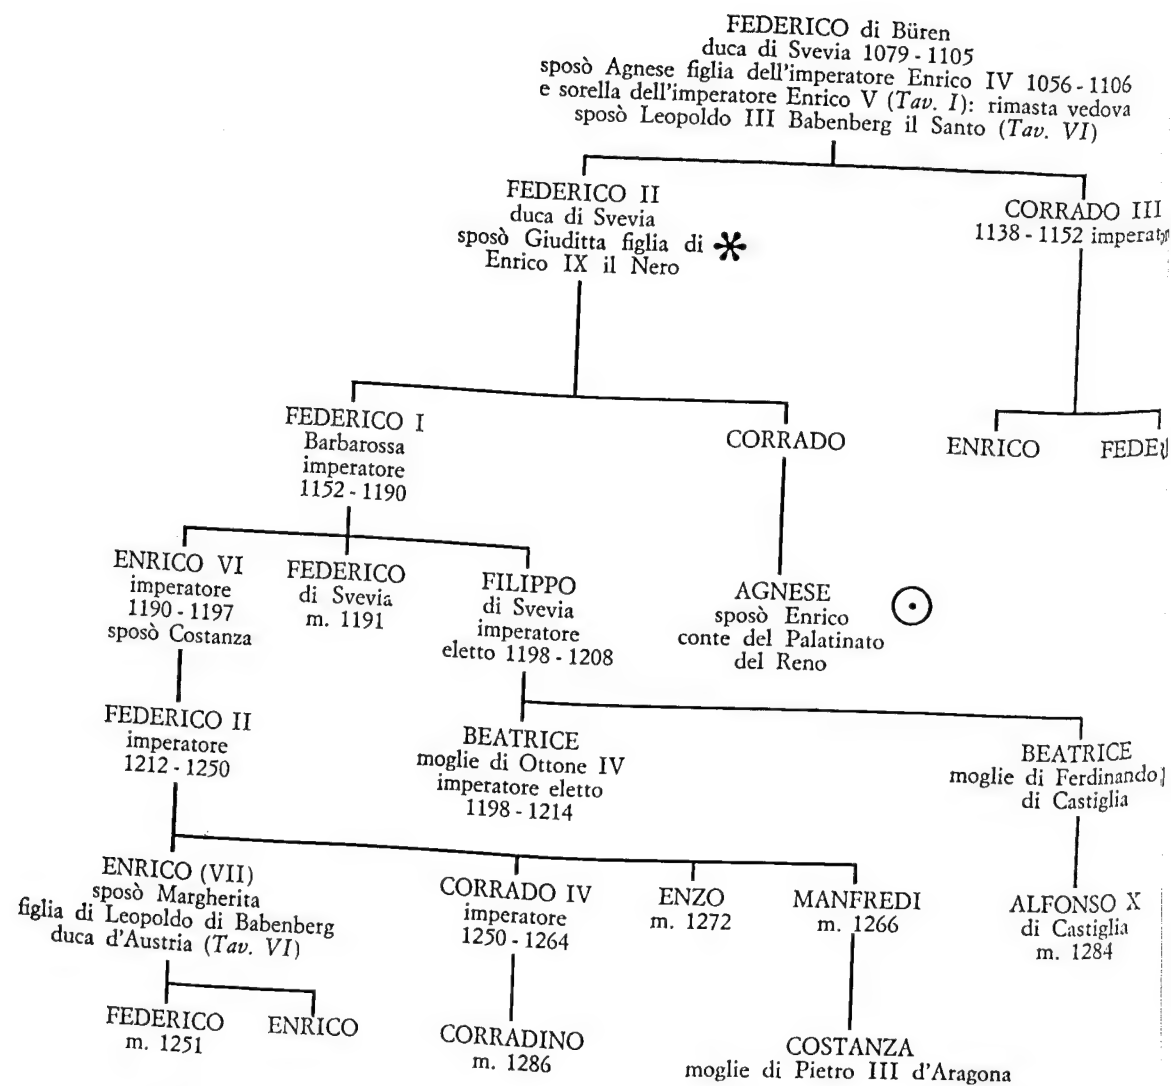 FEDERICO di Büren
duca di Svevia 1079 - 1105
sposò Agnese figlia dell'imperatore Enrico IV 1056 - 1106
e sorella dell'imperatore Enrico V (Tav. I): rimasta vedova
sposò Leopoldo III Babenberg il Santo (Tav. VI)
FEDERICO II
duca di Svevia
sposò Giuditta figlia di
Enrico IX il Nero
CORRADO III
1138 - 1152
FEDERICO I
Barbarossa
imperatore
1152 - 1190
CORRADO
ENRICO
ENRICO VI
imperatore
1190 - 1197
sposò Costanza
FEDERICO
di Svevia
m. 1191
FILIPPO
di Svevia
imperatore
eletto 1198 - 1208
AGNESE
sposò Enrico
conte del Palatinato
del Reno
FEDERICO II
imperatore
1212 - 1250
BEATRICE
moglie di Ottone IV
imperatore eletto
1198 - 1214
BEATRICE
moglie di Ferdinando
di Castiglia
ENRICO (VII)
sposò Margherita
figlia di Leopoldo di Babenberg
duca d'Austria (Tav. VI)
CORRADO IV
imperatore
1250 - 1264
ENZO
m. 1272
MANFREDI
m. 1266
ALFONSO X
di Castiglia
m. 1284
FEDERICO
m. 1251
ENRICO
CORRADINO
m. 1286
COSTANZA
moglie di Pietro III d'Aragona